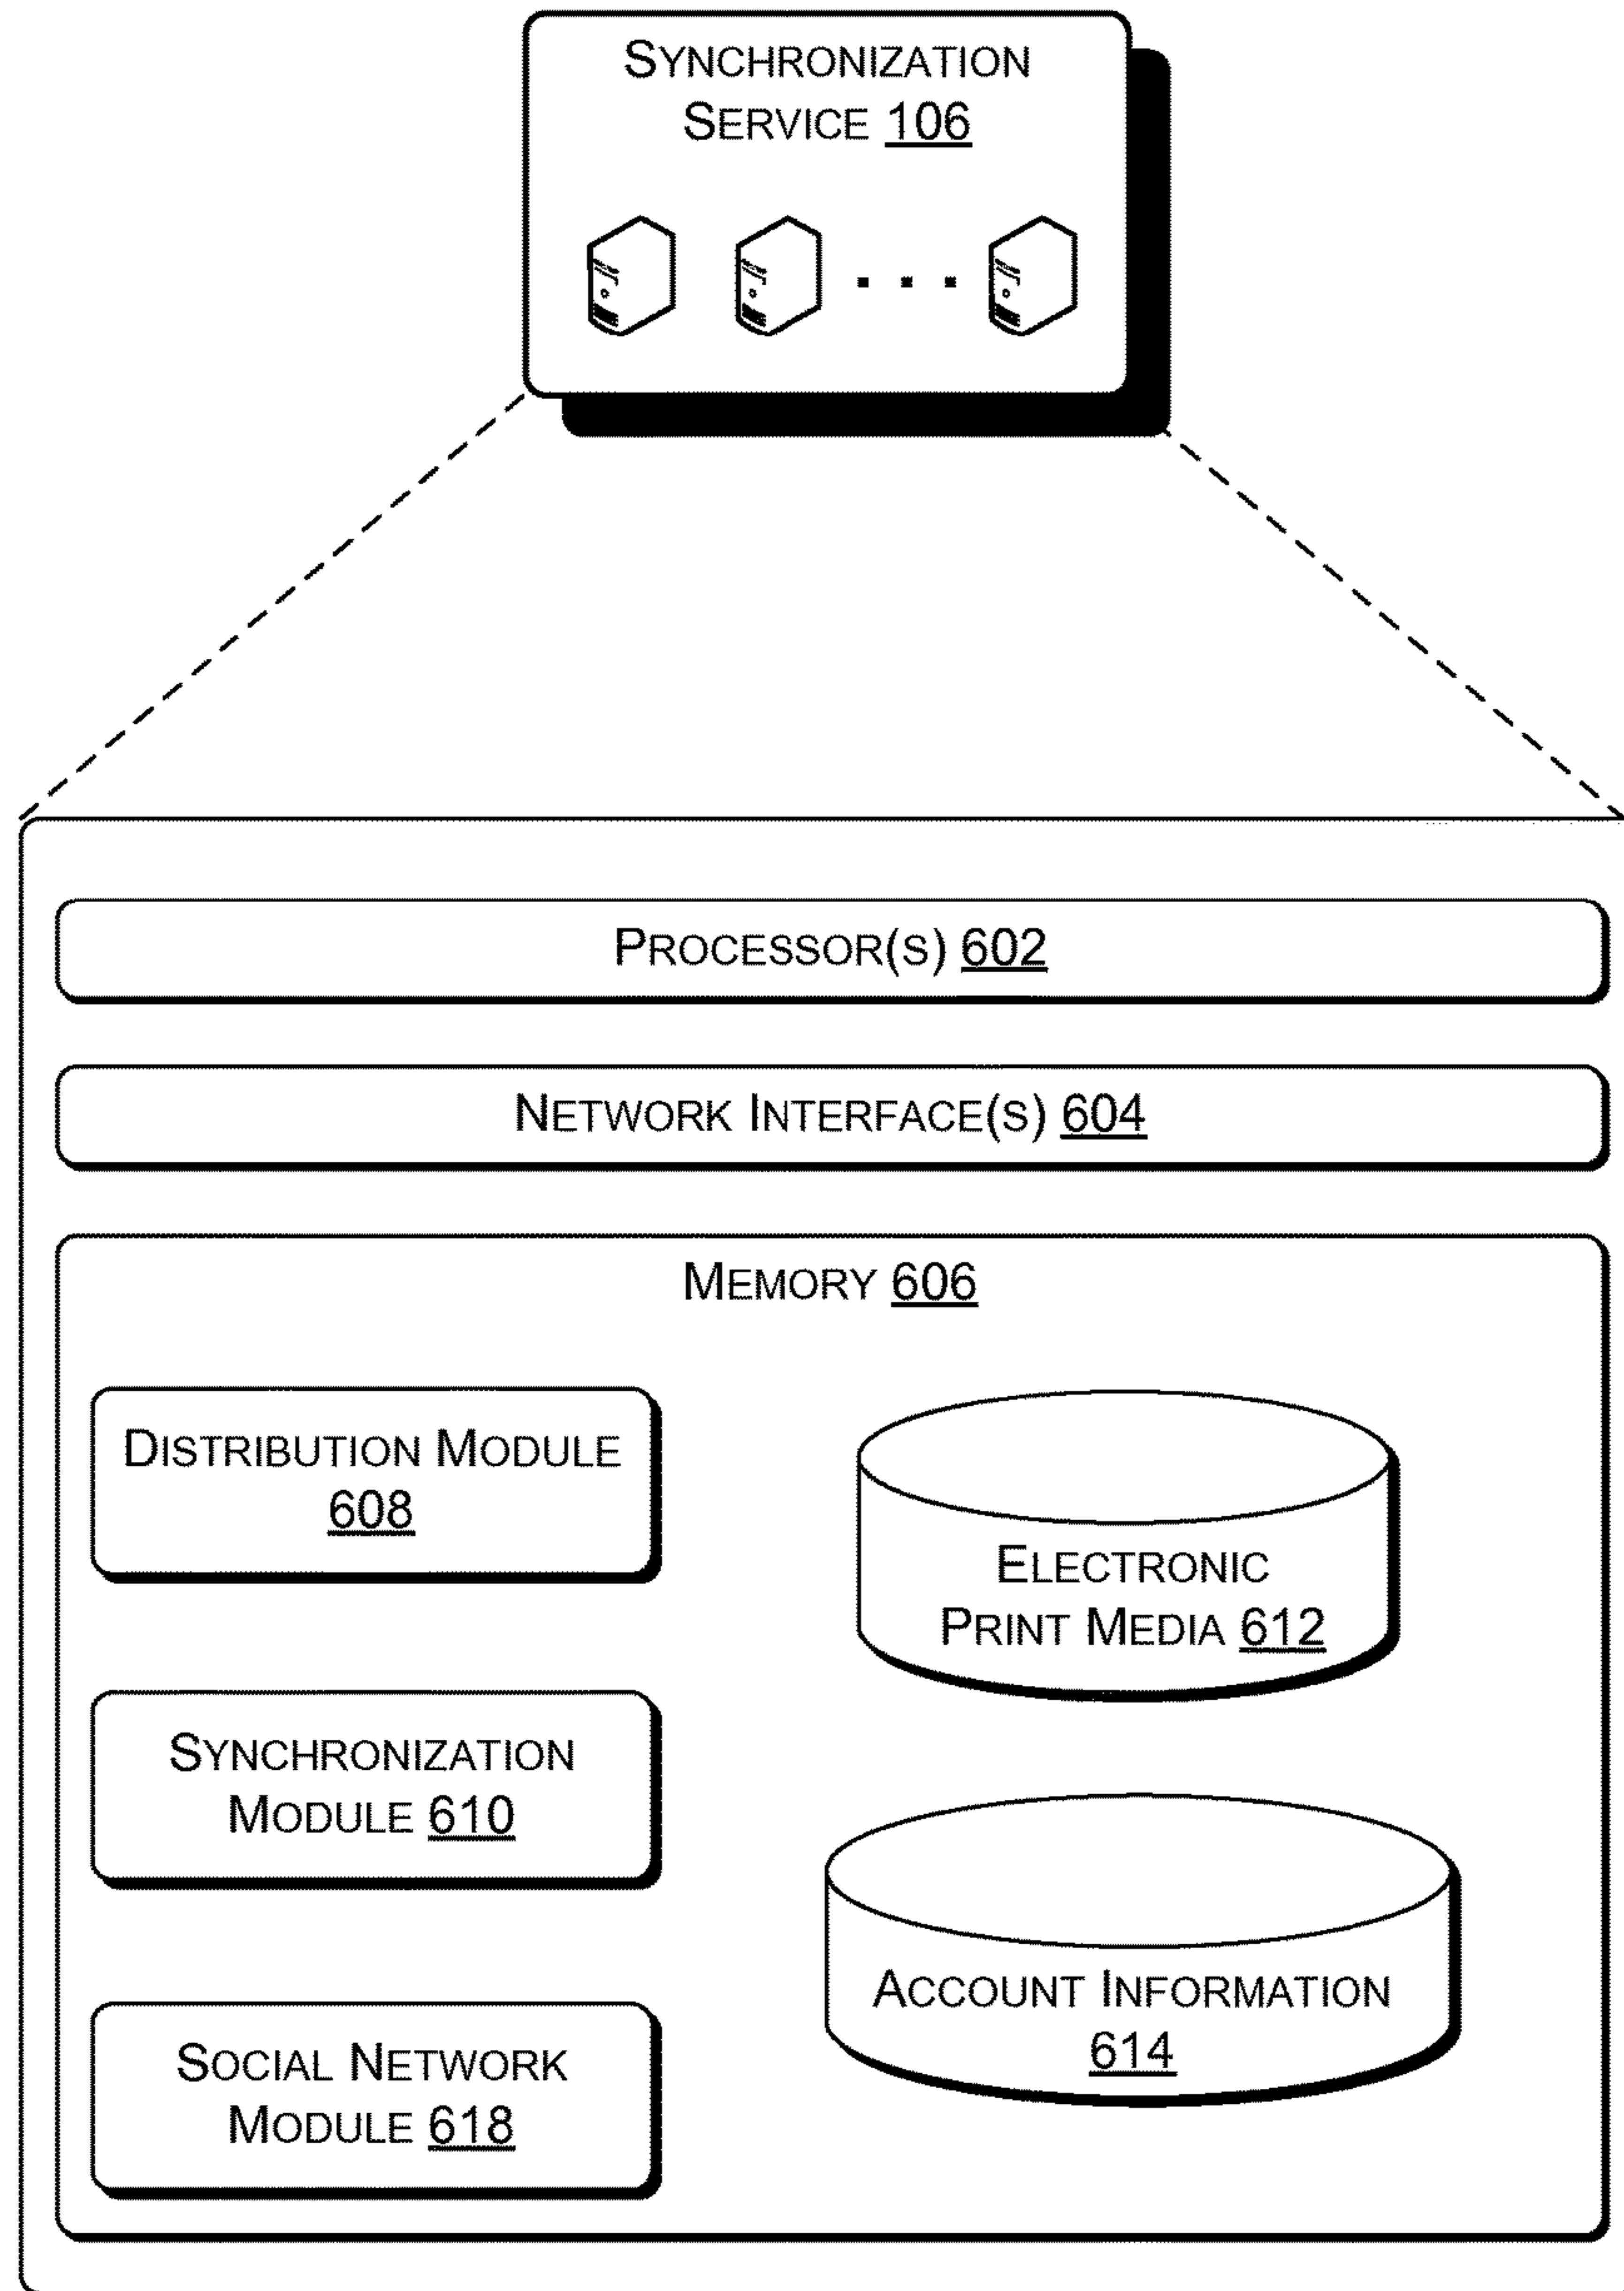 SYNCHRONIZATION
SERVICE 106
PROCESSOR(S) 602
NETWORK INTERFACE(S) 604
MEMORY 606
DISTRIBUTION MODULE
608
ELECTRONIC
PRINT MEDIA 612
SYNCHRONIZATION
MODULE 610
ACCOUNT INFORMATION
614
SOCIAL NETWORK
MODULE 618